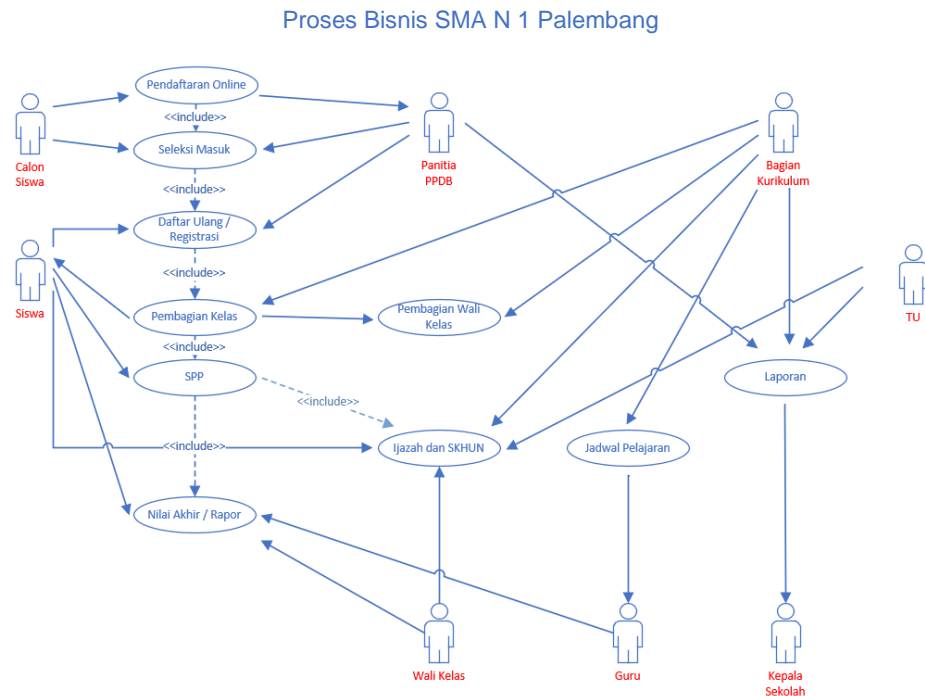 Proses Bisnis SMA N 1 Palembang
Pendaftaran Online
<<include>>
Seleksi Masuk
Calon
Siswa
Panitia
PPDB
Bagian
Kurikulum
<<include>>
Daftar Ulang /
Registrasi
<<include>>
Siswa
Pembagian Kelas
Pembagian Wali
Kelas
TU
<<include>>
SPP
Laporan
<<include>>
<<include>>
Ijazah dan SKHUN
Jadwal Pelajaran
Nilai Akhir / Rapor
Wali Kelas
Guru
Kepala
Sekolah